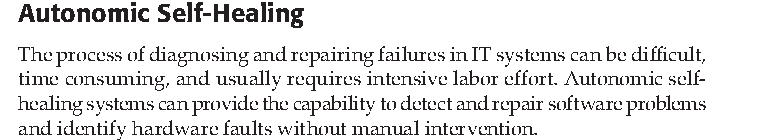 Autonomic Self-Healing
The process of diagnosing and repairing failures in IT systems can be difficult,
time consuming, and usually requires intensive labor effort. Autonomic self-
healing systems can provide the capability to detect and repair software problems
and identify hardware faults without manual intervention.